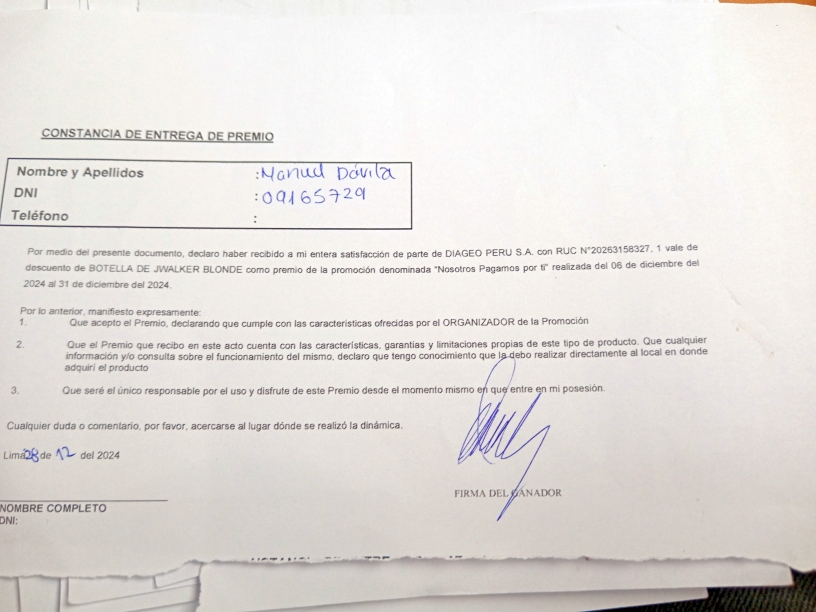 CONSTANCIA DE ENTREGA DE PREMIO
Nombre y Apellidos :Manuel Dávila
DNI :09165729
Teléfono :
Por medio del presente documento, declaro haber recibido a mi entera satisfacción de parte de DIAGEO PERU S.A. con RUC N°20263158327. 1 vale de
descuento de BOTELLA DE JWALKER BLONDE como premio de la promoción denominada "Nosotros Pagamos por ti" realizada del 06 de diciembre del
2024 al 31 de diciembre del 2024.
Por lo anterior, manifiesto expresamente:
1. Que acepto el Premio, declarando que cumple con las características ofrecidas por el ORGANIZADOR de la Promoción
2. Que el Premio que recibo en este acto cuenta con las características, garantías y limitaciones propias de este tipo de producto. Que cualquier
información y/o consulta sobre el funcionamiento del mismo, declaro que tengo conocimiento que la debo realizar directamente al local en donde
adquirí el producto
3. Que seré el único responsable por el uso y disfrute de este Premio desde el momento mismo en que entre en mi posesión.
Cualquier duda o comentario, por favor, acercarse al lugar dónde se realizó la dinámica.
Lima 28 de 12 del 2024
FIRMA DEL GANADOR
NOMBRE COMPLETO
DNI: